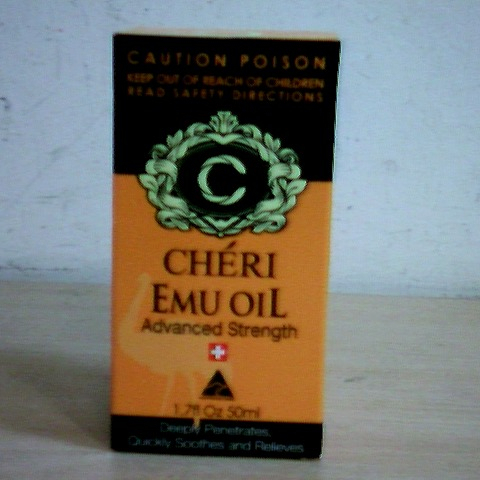 CAUTION POISON
KEEP OUT OF REACH OF CHILDREN
READ SAFETY DIRECTIONS
C
CHÉRI
EMU OIL
Advanced Strength
1.7fl Oz 50ml
Deeply Penetrates,
Quickly Soothes and Relieves